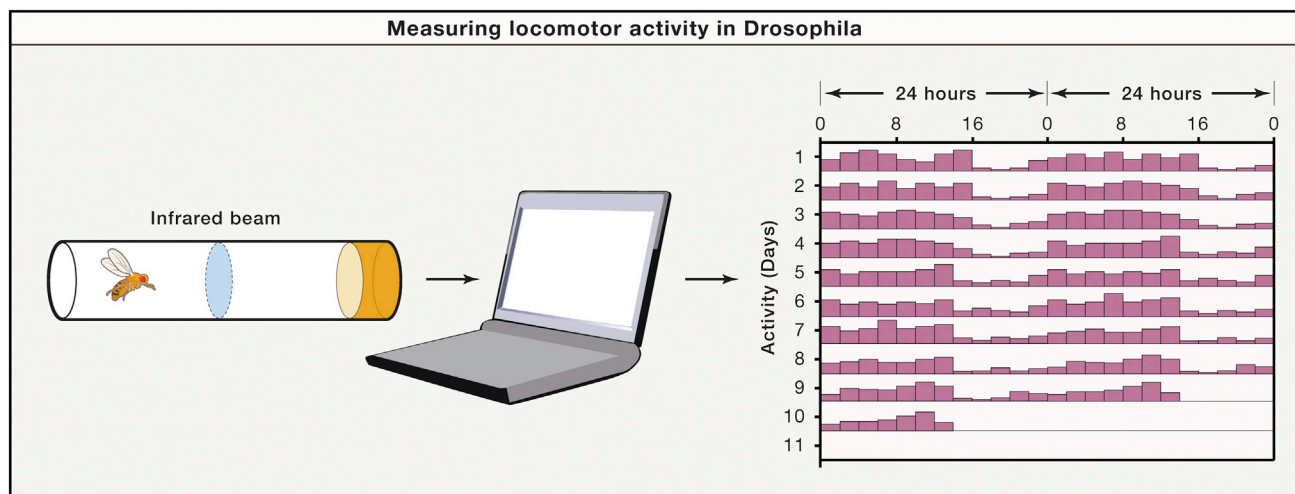 Measuring locomotor activity in Drosophila
Infrared beam
24 hours 24 hours
0 8 16 0 8 16 0
Activity (Days)
1
2
3
4
5
6
7
8
9
10
11